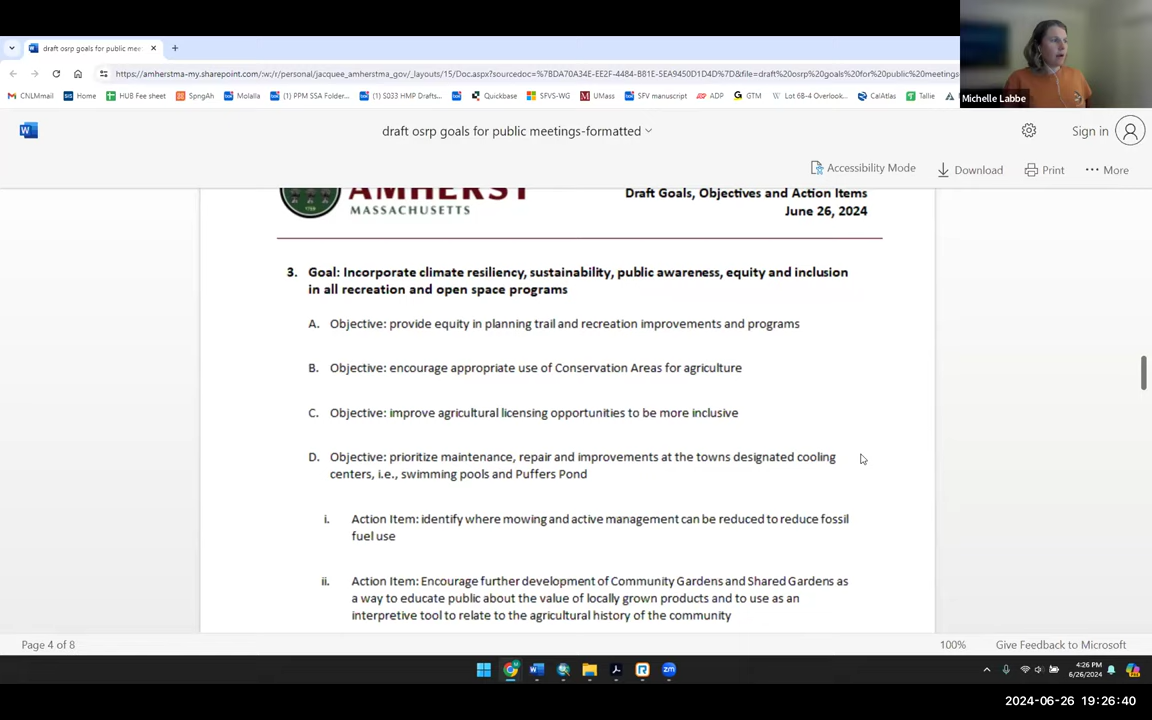 draft osrp goals for public mee
https://amherstma-my.sharepoint.com/:w:/r/personal/jacquee_amherstma_gov/_layouts/15/Doc.aspx?sourcedoc=%7BDA70A34E-EE2F-4484-B81E-5EA9450D1D4D%7D&file=draft%20osrp%20goals%20for%20public%20meetings-
CNLMmail
Home
HUB Fee sheet
SpngAh
Molalla
(1) PPM SSA Folder...
(1) S033 HMP Drafts...
Quickbase
SFVS-WG
UMass
SFV manuscript
ADP
GTM
Lot 6B-4 Overlook...
CalAtlas
Tallie
Michelle Labbe
draft osrp goals for public meetings-formatted
Sign in
Accessibility Mode
Download
Print
More
AMHERST
MASSACHUSETTS
Draft Goals, Objectives and Action Items
June 26, 2024
3. Goal: Incorporate climate resiliency, sustainability, public awareness, equity and inclusion
in all recreation and open space programs
A. Objective: provide equity in planning trail and recreation improvements and programs
B. Objective: encourage appropriate use of Conservation Areas for agriculture
C. Objective: improve agricultural licensing opportunities to be more inclusive
D. Objective: prioritize maintenance, repair and improvements at the towns designated cooling
centers, i.e., swimming pools and Puffers Pond
i. Action Item: identify where mowing and active management can be reduced to reduce fossil
fuel use
ii. Action Item: Encourage further development of Community Gardens and Shared Gardens as
a way to educate public about the value of locally grown products and to use as an
interpretive tool to relate to the agricultural history of the community
Page 4 of 8
100%
Give Feedback to Microsoft
4:26 PM
6/26/2024
2024-06-26 19:26:40